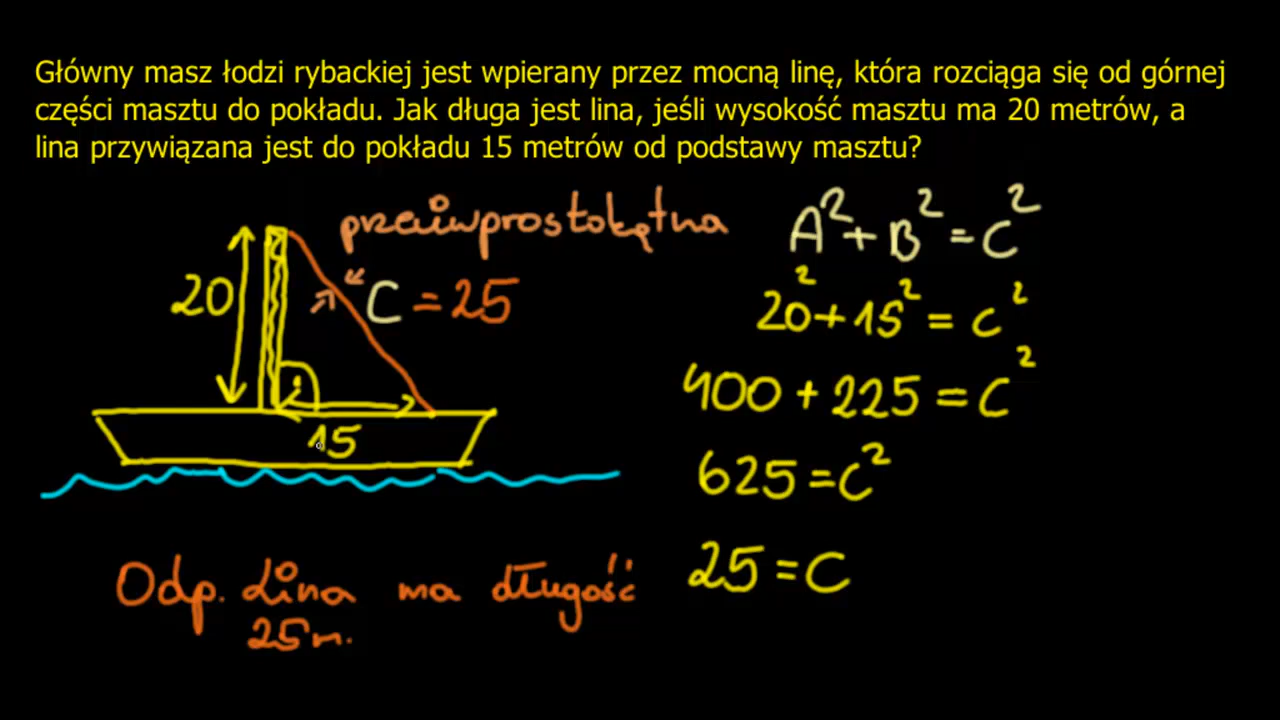 Główny masz łodzi rybackiej jest wpierany przez mocną linę, która rozciąga się od górnej
części masztu do pokładu. Jak długa jest lina, jeśli wysokość masztu ma 20 metrów, a
lina przywiązana jest do pokładu 15 metrów od podstawy masztu?
przeciwprostokątna
20
C = 25
15
A² + B² = C²
20² + 15² = c²
400 + 225 = C²
625 = C²
25 = C
Odp. Lina ma długość
25m.